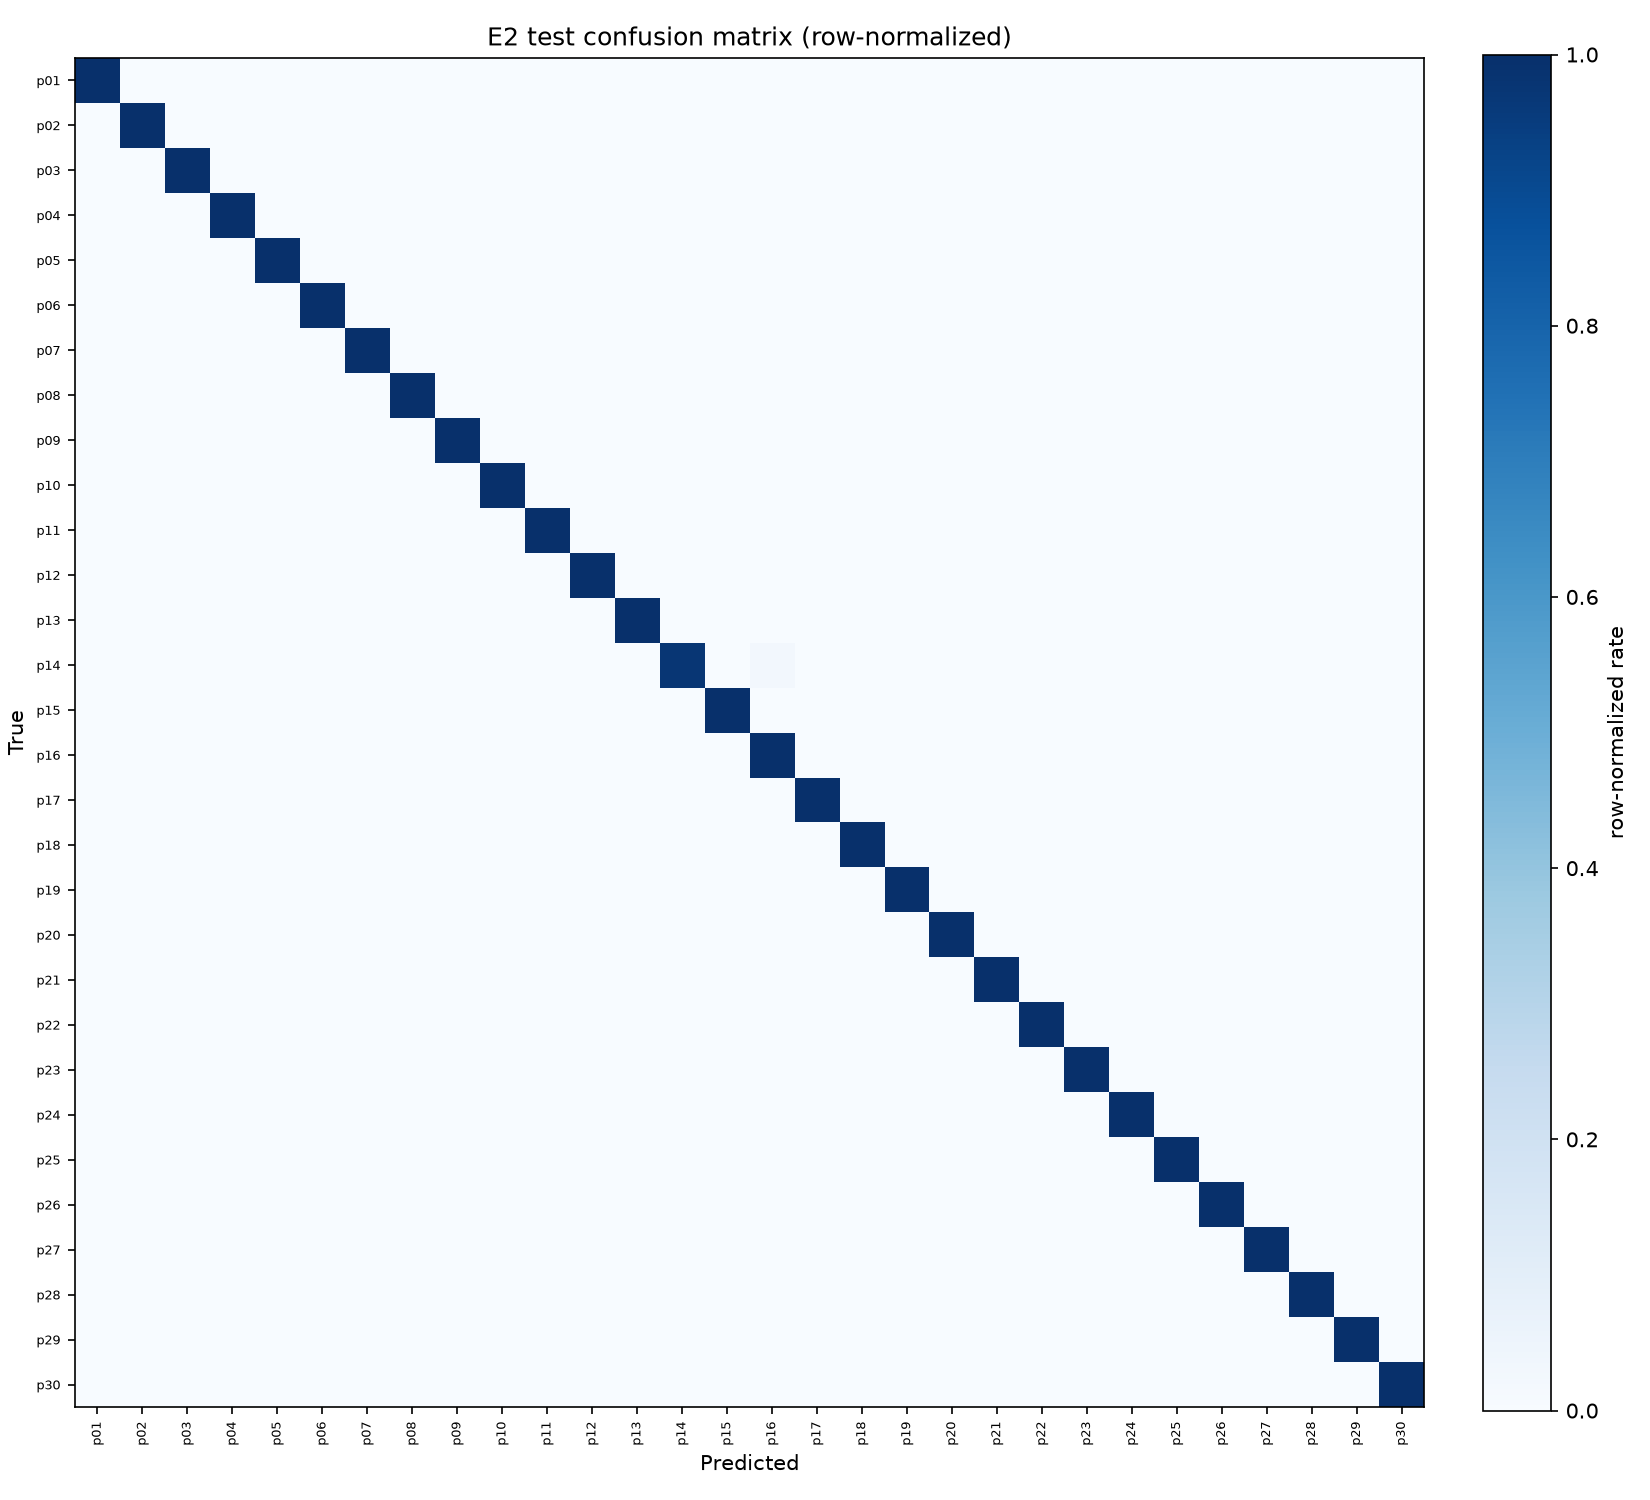 E2 test confusion matrix (row-normalized)
True
p01
p02
p03
p04
p05
p06
p07
p08
p09
p10
p11
p12
p13
p14
p15
p16
p17
p18
p19
p20
p21
p22
p23
p24
p25
p26
p27
p28
p29
p30
p01 p02 p03 p04 p05 p06 p07 p08 p09 p10 p11 p12 p13 p14 p15 p16 p17 p18 p19 p20 p21 p22 p23 p24 p25 p26 p27 p28 p29 p30
Predicted
1.0
0.8
0.6
0.4
0.2
0.0
row-normalized rate